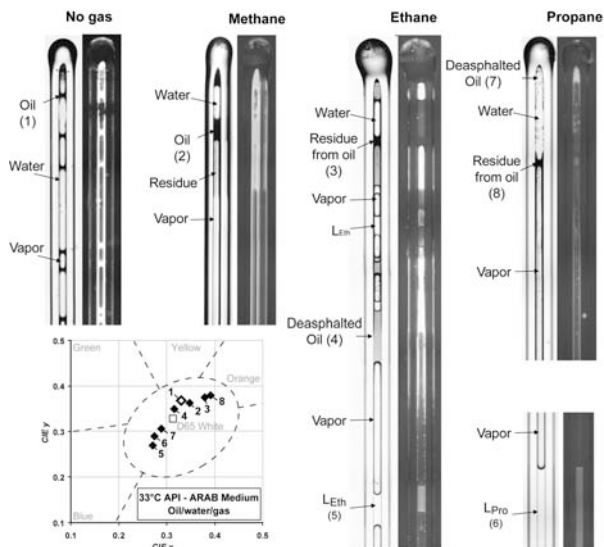 No gas
Oil
(1)
Water
Vapor
Methane
Water
Oil
(2)
Residue
Vapor
Ethane
Water
Residue
from oil
(3)
Vapor
LEth
Deasphalted
Oil (4)
Vapor
LEth
(5)
Propane
Deasphalted
Oil (7)
Water
Residue
from oil
(8)
Vapor
Vapor
LPro
(6)
0.5
0.4
0.3
0.2
0.1
CIE y
Green
Yellow
Orange
Blue
D65 White
1
2
3
8
4
7
6
5
33°C API - ARAB Medium
Oil/water/gas
0.1 0.2 0.3 0.4 0.5